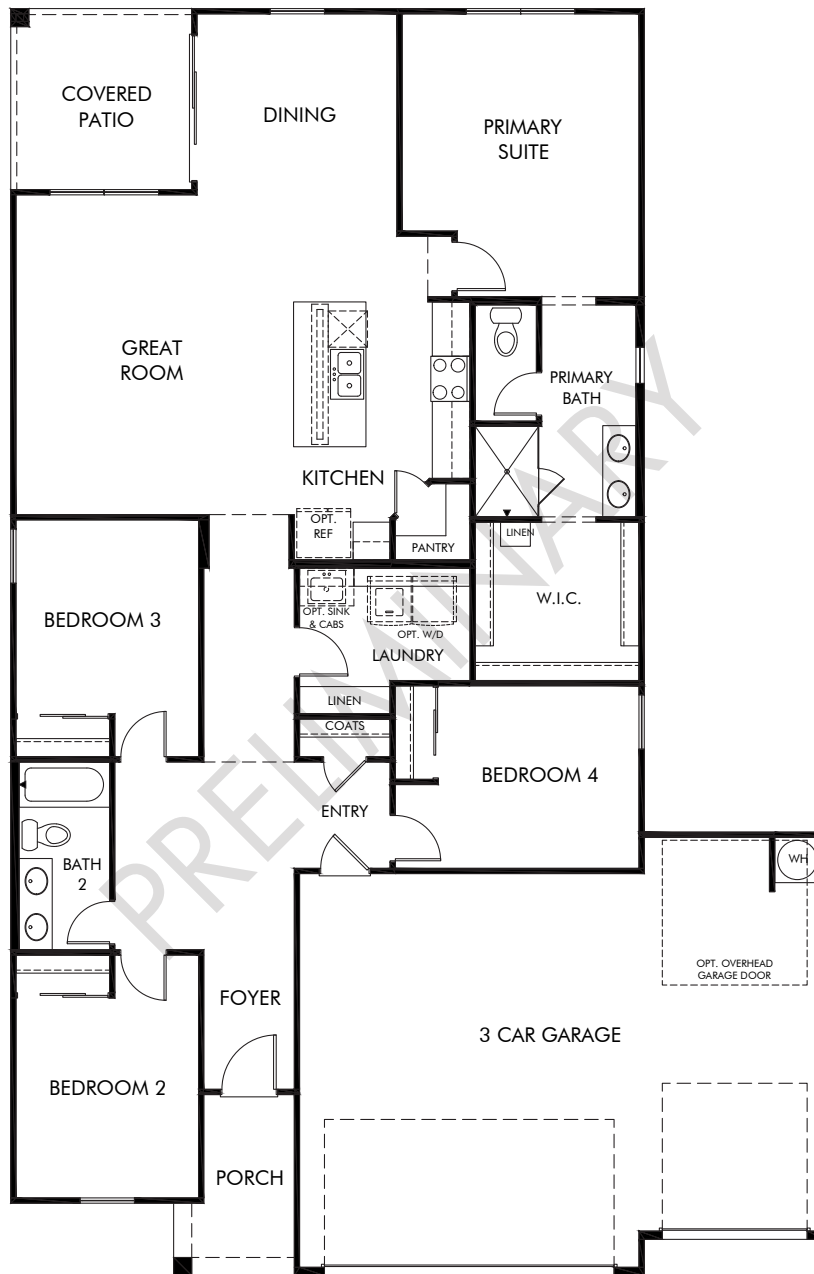 COVERED
PATIO
DINING
PRIMARY
SUITE
GREAT
ROOM
PRIMARY
BATH
KITCHEN
OPT.
REF
PANTRY
LINEN
W.I.C.
OPT. SINK
& CABS
OPT. W/D
LAUNDRY
BEDROOM 3
LINEN
COATS
BEDROOM 4
ENTRY
BATH
2
WH
OPT. OVERHEAD
GARAGE DOOR
FOYER
3 CAR GARAGE
BEDROOM 2
PORCH
PRELIMINARY